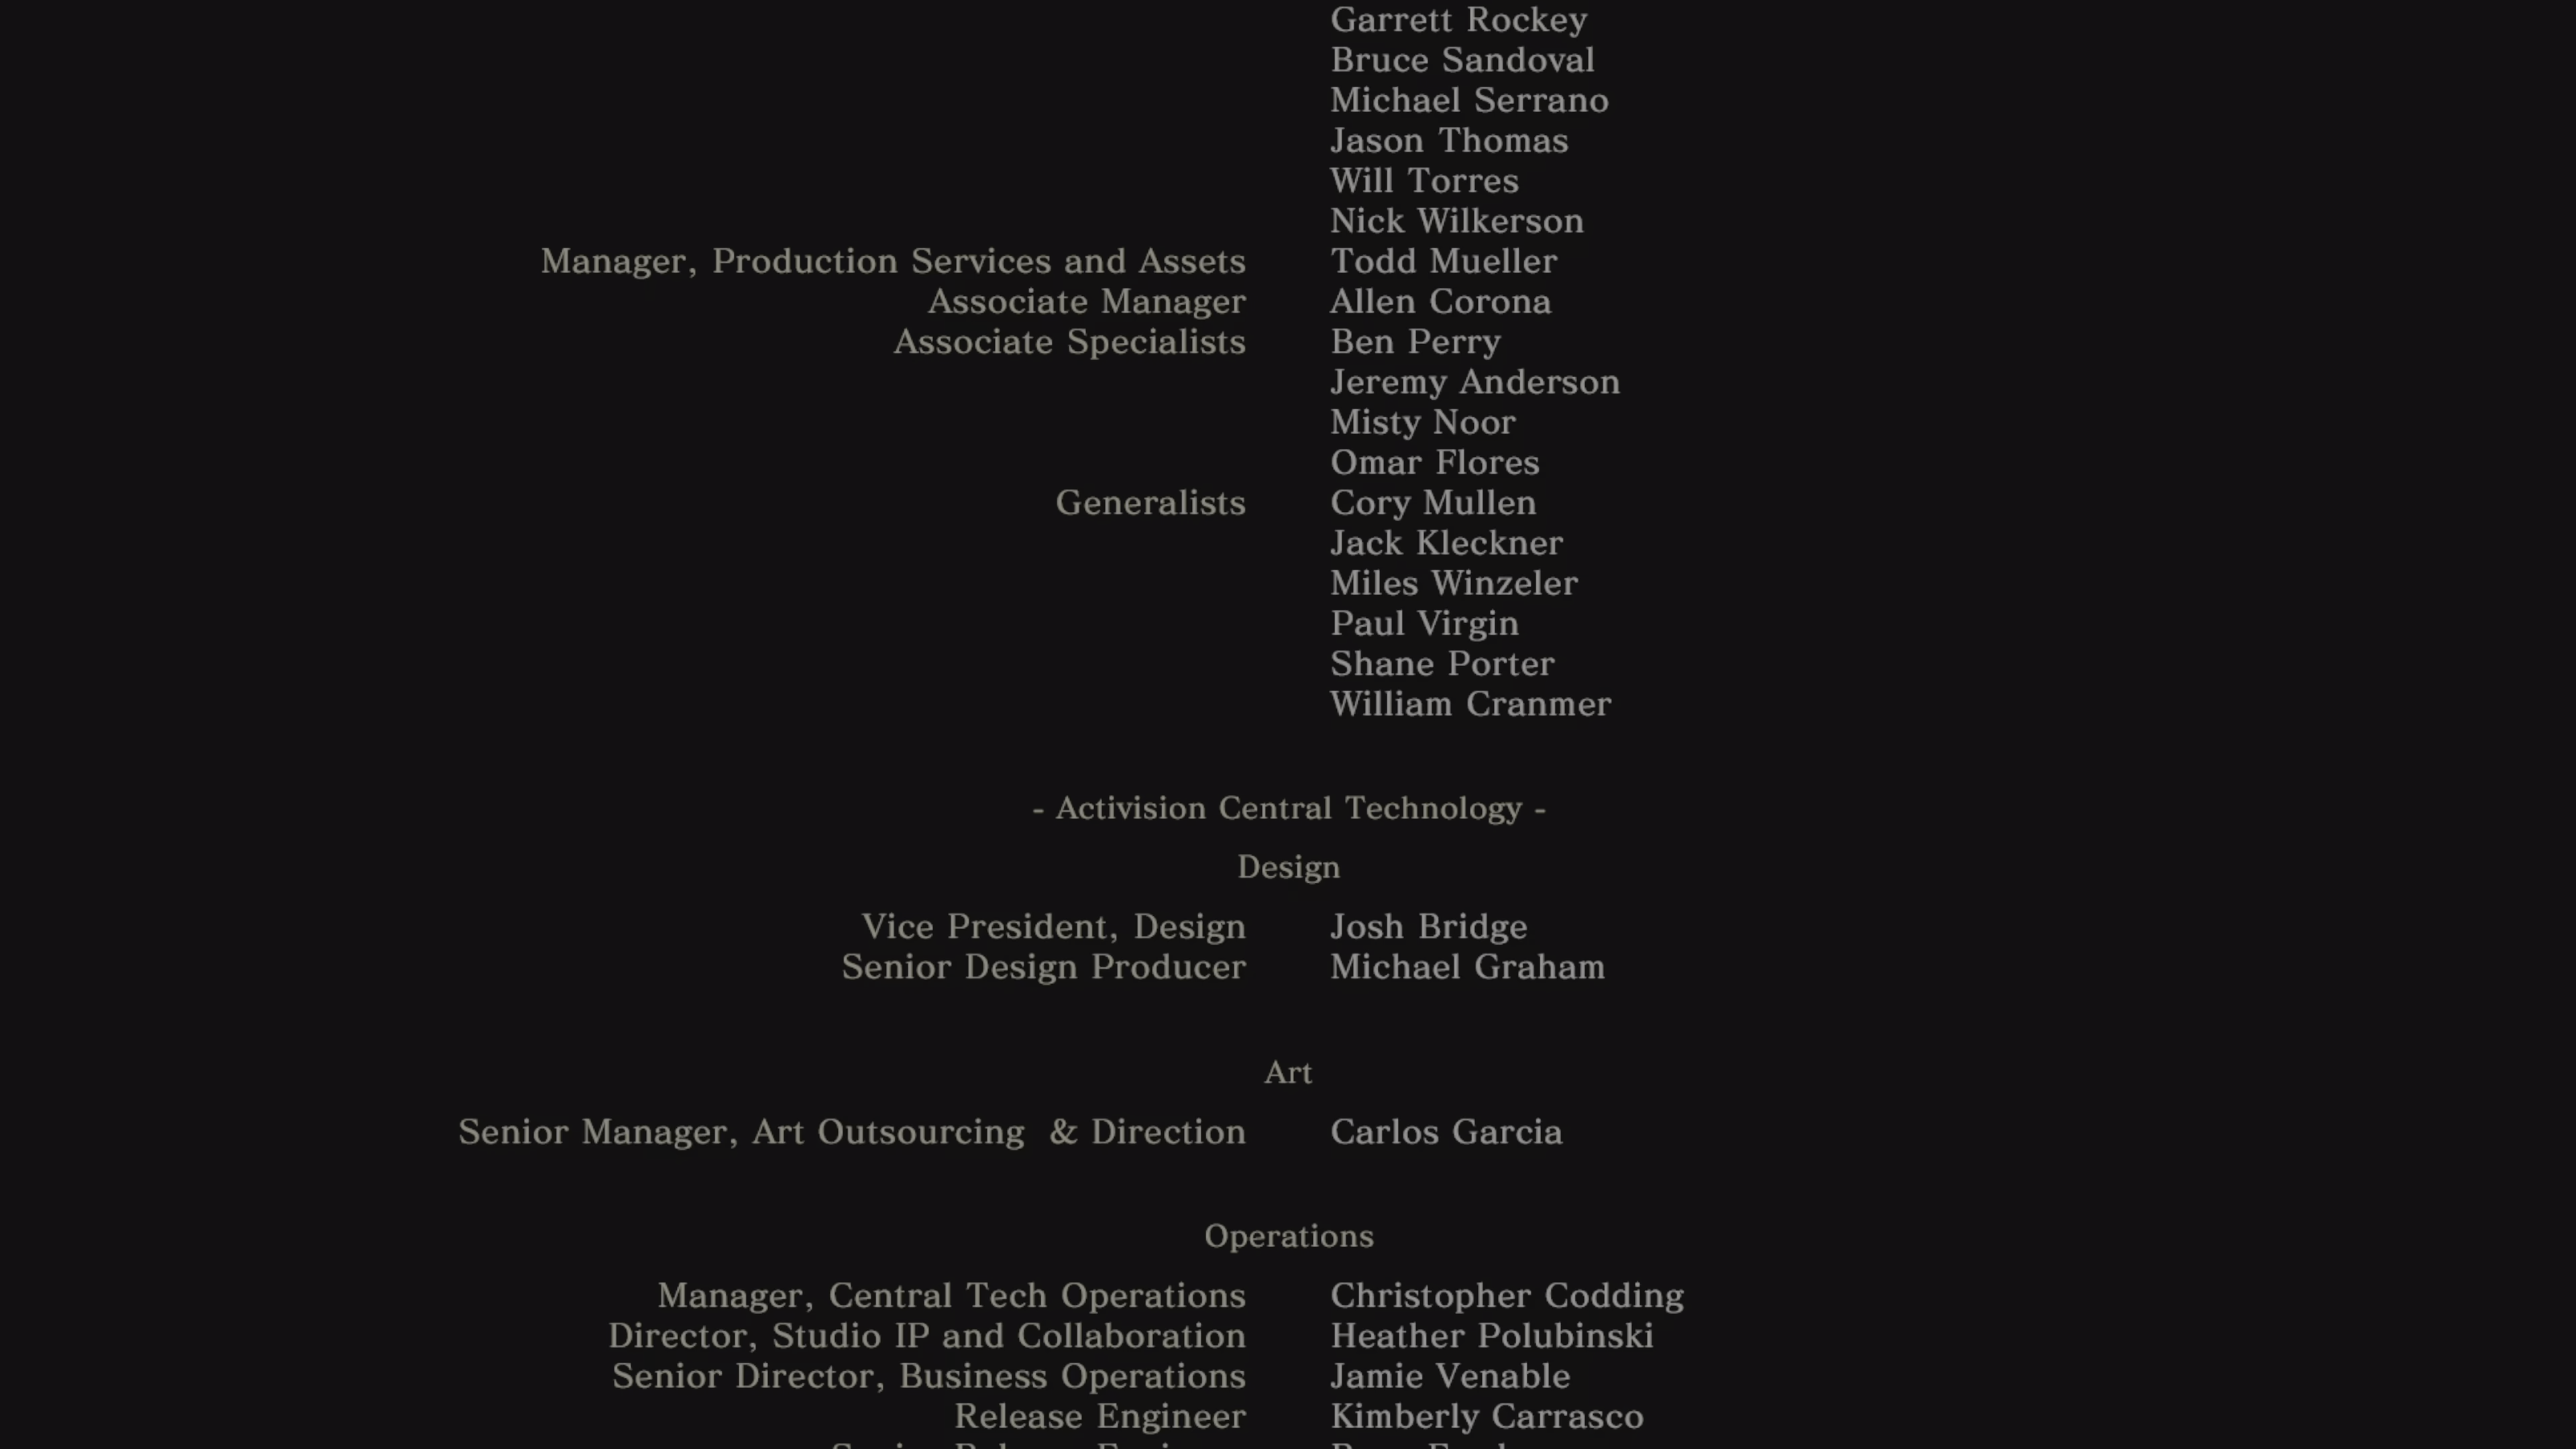 Garrett Rockey
Bruce Sandoval
Michael Serrano
Jason Thomas
Will Torres
Nick Wilkerson
Manager, Production Services and Assets Todd Mueller
Associate Manager Allen Corona
Associate Specialists Ben Perry
Jeremy Anderson
Misty Noor
Omar Flores
Generalists Cory Mullen
Jack Kleckner
Miles Winzeler
Paul Virgin
Shane Porter
William Cranmer
- Activision Central Technology -
Design
Vice President, Design Josh Bridge
Senior Design Producer Michael Graham
Art
Senior Manager, Art Outsourcing & Direction Carlos Garcia
Operations
Manager, Central Tech Operations Christopher Codding
Director, Studio IP and Collaboration Heather Polubinski
Senior Director, Business Operations Jamie Venable
Release Engineer Kimberly Carrasco